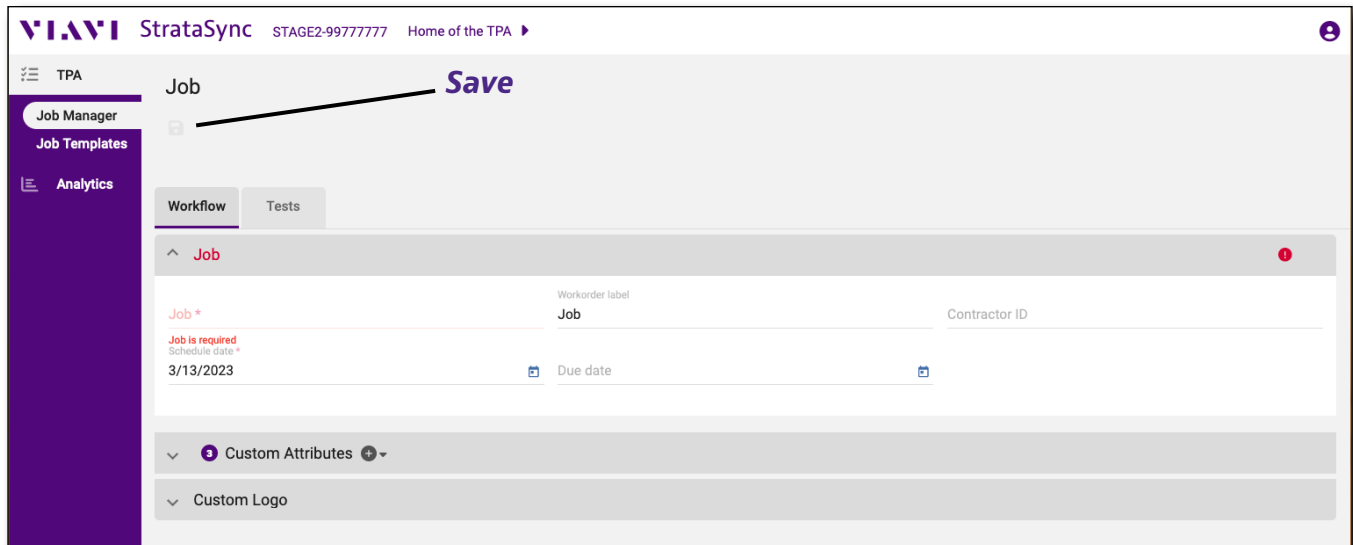 VIAVI StrataSync STAGE2-99777777 Home of the TPA
TPA
Job Manager
Job Templates
Analytics
Job
Save
Workflow Tests
Job
Job * Workorder label Job Contractor ID
Job is required
Schedule date *
3/13/2023 Due date
3 Custom Attributes
Custom Logo